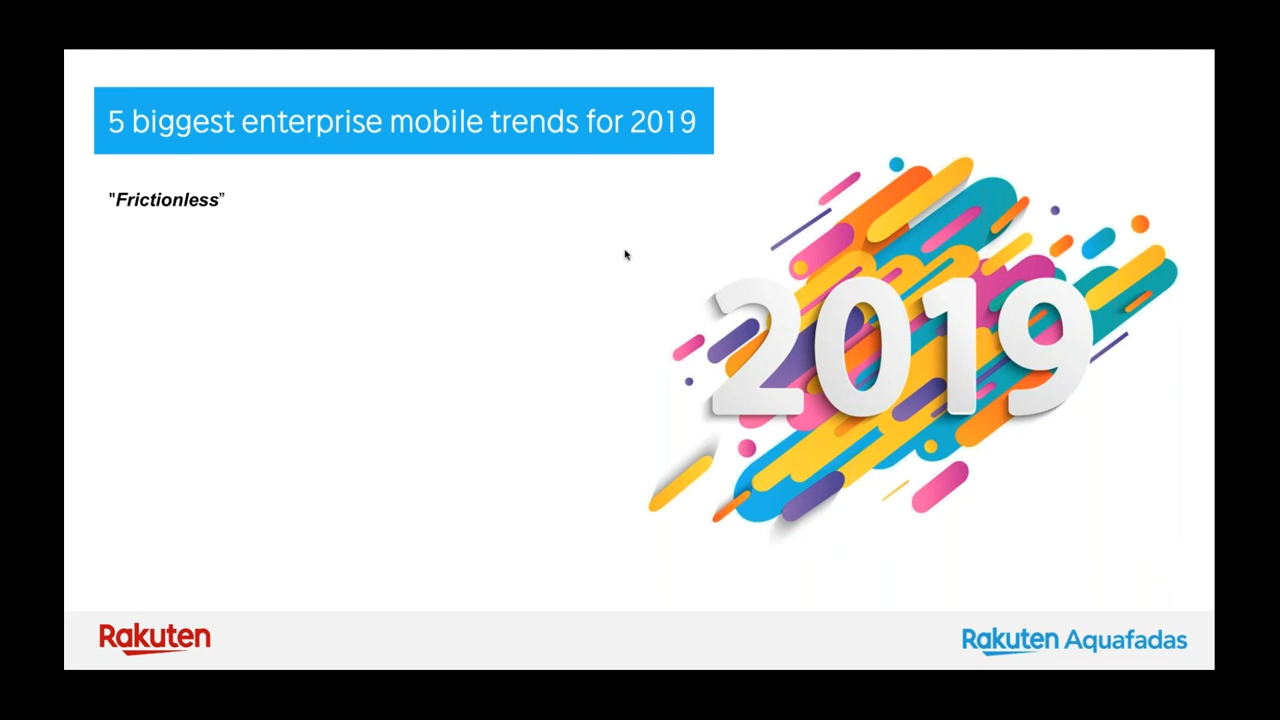 5 biggest enterprise mobile trends for 2019
"Frictionless”
2019
Rakuten
Rakuten Aquafadas